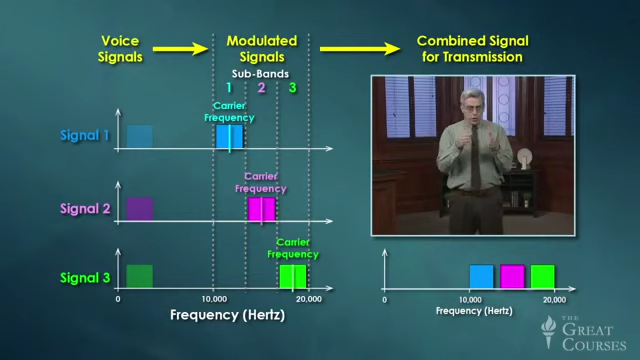 Voice
Signals
Modulated
Signals
Combined Signal
for Transmission
Sub-Bands
1 2 3
Signal 1
Carrier
Frequency
Signal 2
Carrier
Frequency
Signal 3
Carrier
Frequency
0 10,000 20,000
Frequency (Hertz)
0 10,000 20,000
Frequency (Hertz)
THE
GREAT
COURSES